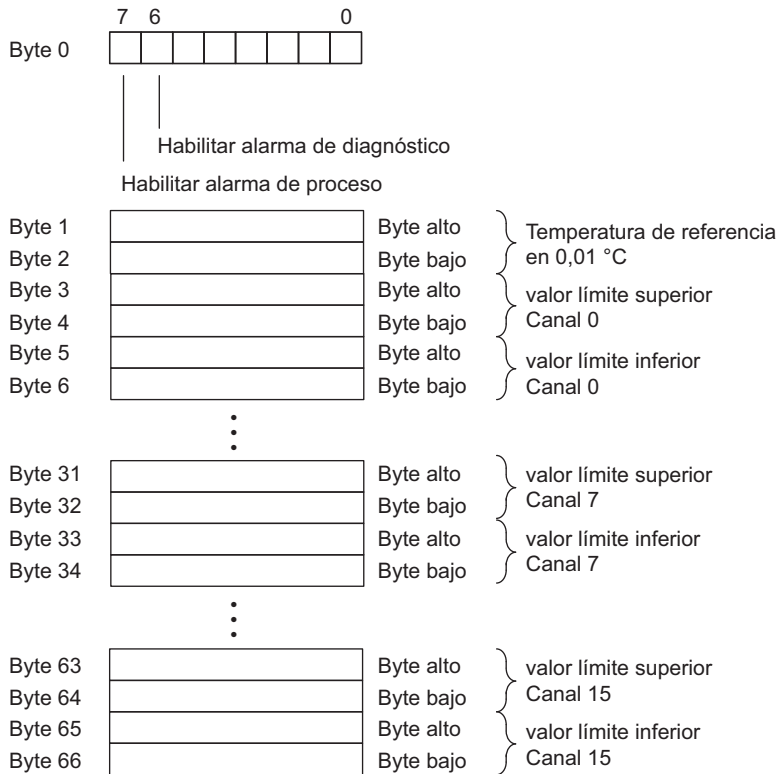 7 6 0
Byte 0
Habilitar alarma de diagnóstico
Habilitar alarma de proceso
Byte 1 Byte alto
Byte 2 Byte bajo
Temperatura de referencia
en 0,01 °C
Byte 3 Byte alto
Byte 4 Byte bajo
valor límite superior
Canal 0
Byte 5 Byte alto
Byte 6 Byte bajo
valor límite inferior
Canal 0
Byte 31 Byte alto
Byte 32 Byte bajo
valor límite superior
Canal 7
Byte 33 Byte alto
Byte 34 Byte bajo
valor límite inferior
Canal 7
Byte 63 Byte alto
Byte 64 Byte bajo
valor límite superior
Canal 15
Byte 65 Byte alto
Byte 66 Byte bajo
valor límite inferior
Canal 15